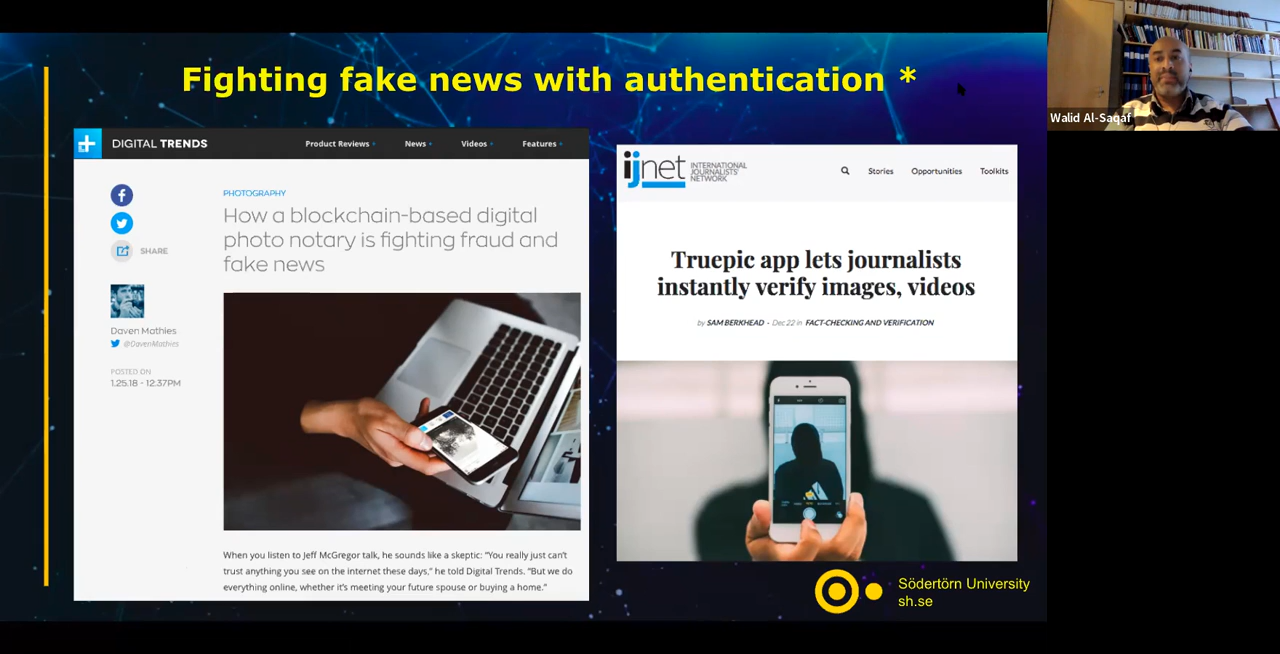 Fighting fake news with authentication *
DIGITAL TRENDS
Product Reviews
News
Videos
Features
SHARE
Daven Mathies
@DavenMathies
POSTED ON
1.25.18 - 12:37PM
PHOTOGRAPHY
How a blockchain-based digital
photo notary is fighting fraud and
fake news
When you listen to Jeff McGregor talk, he sounds like a skeptic: "You really just can't
trust anything you see on the internet these days," he told Digital Trends. "But we do
everything online, whether it's meeting your future spouse or buying a home."
ijnet
INTERNATIONAL
JOURNALISTS'
NETWORK
Stories
Opportunities
Toolkits
Truepic app lets journalists
instantly verify images, videos
by SAM BERKHEAD - Dec 22 in FACT-CHECKING AND VERIFICATION
Södertörn University
sh.se
Walid Al-Saqaf